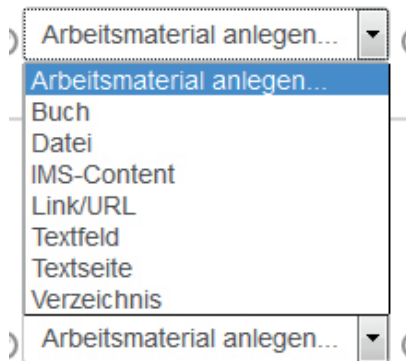 Arbeitsmaterial anlegen...
Arbeitsmaterial anlegen...
Buch
Datei
IMS-Content
Link/URL
Textfeld
Textseite
Verzeichnis
Arbeitsmaterial anlegen...